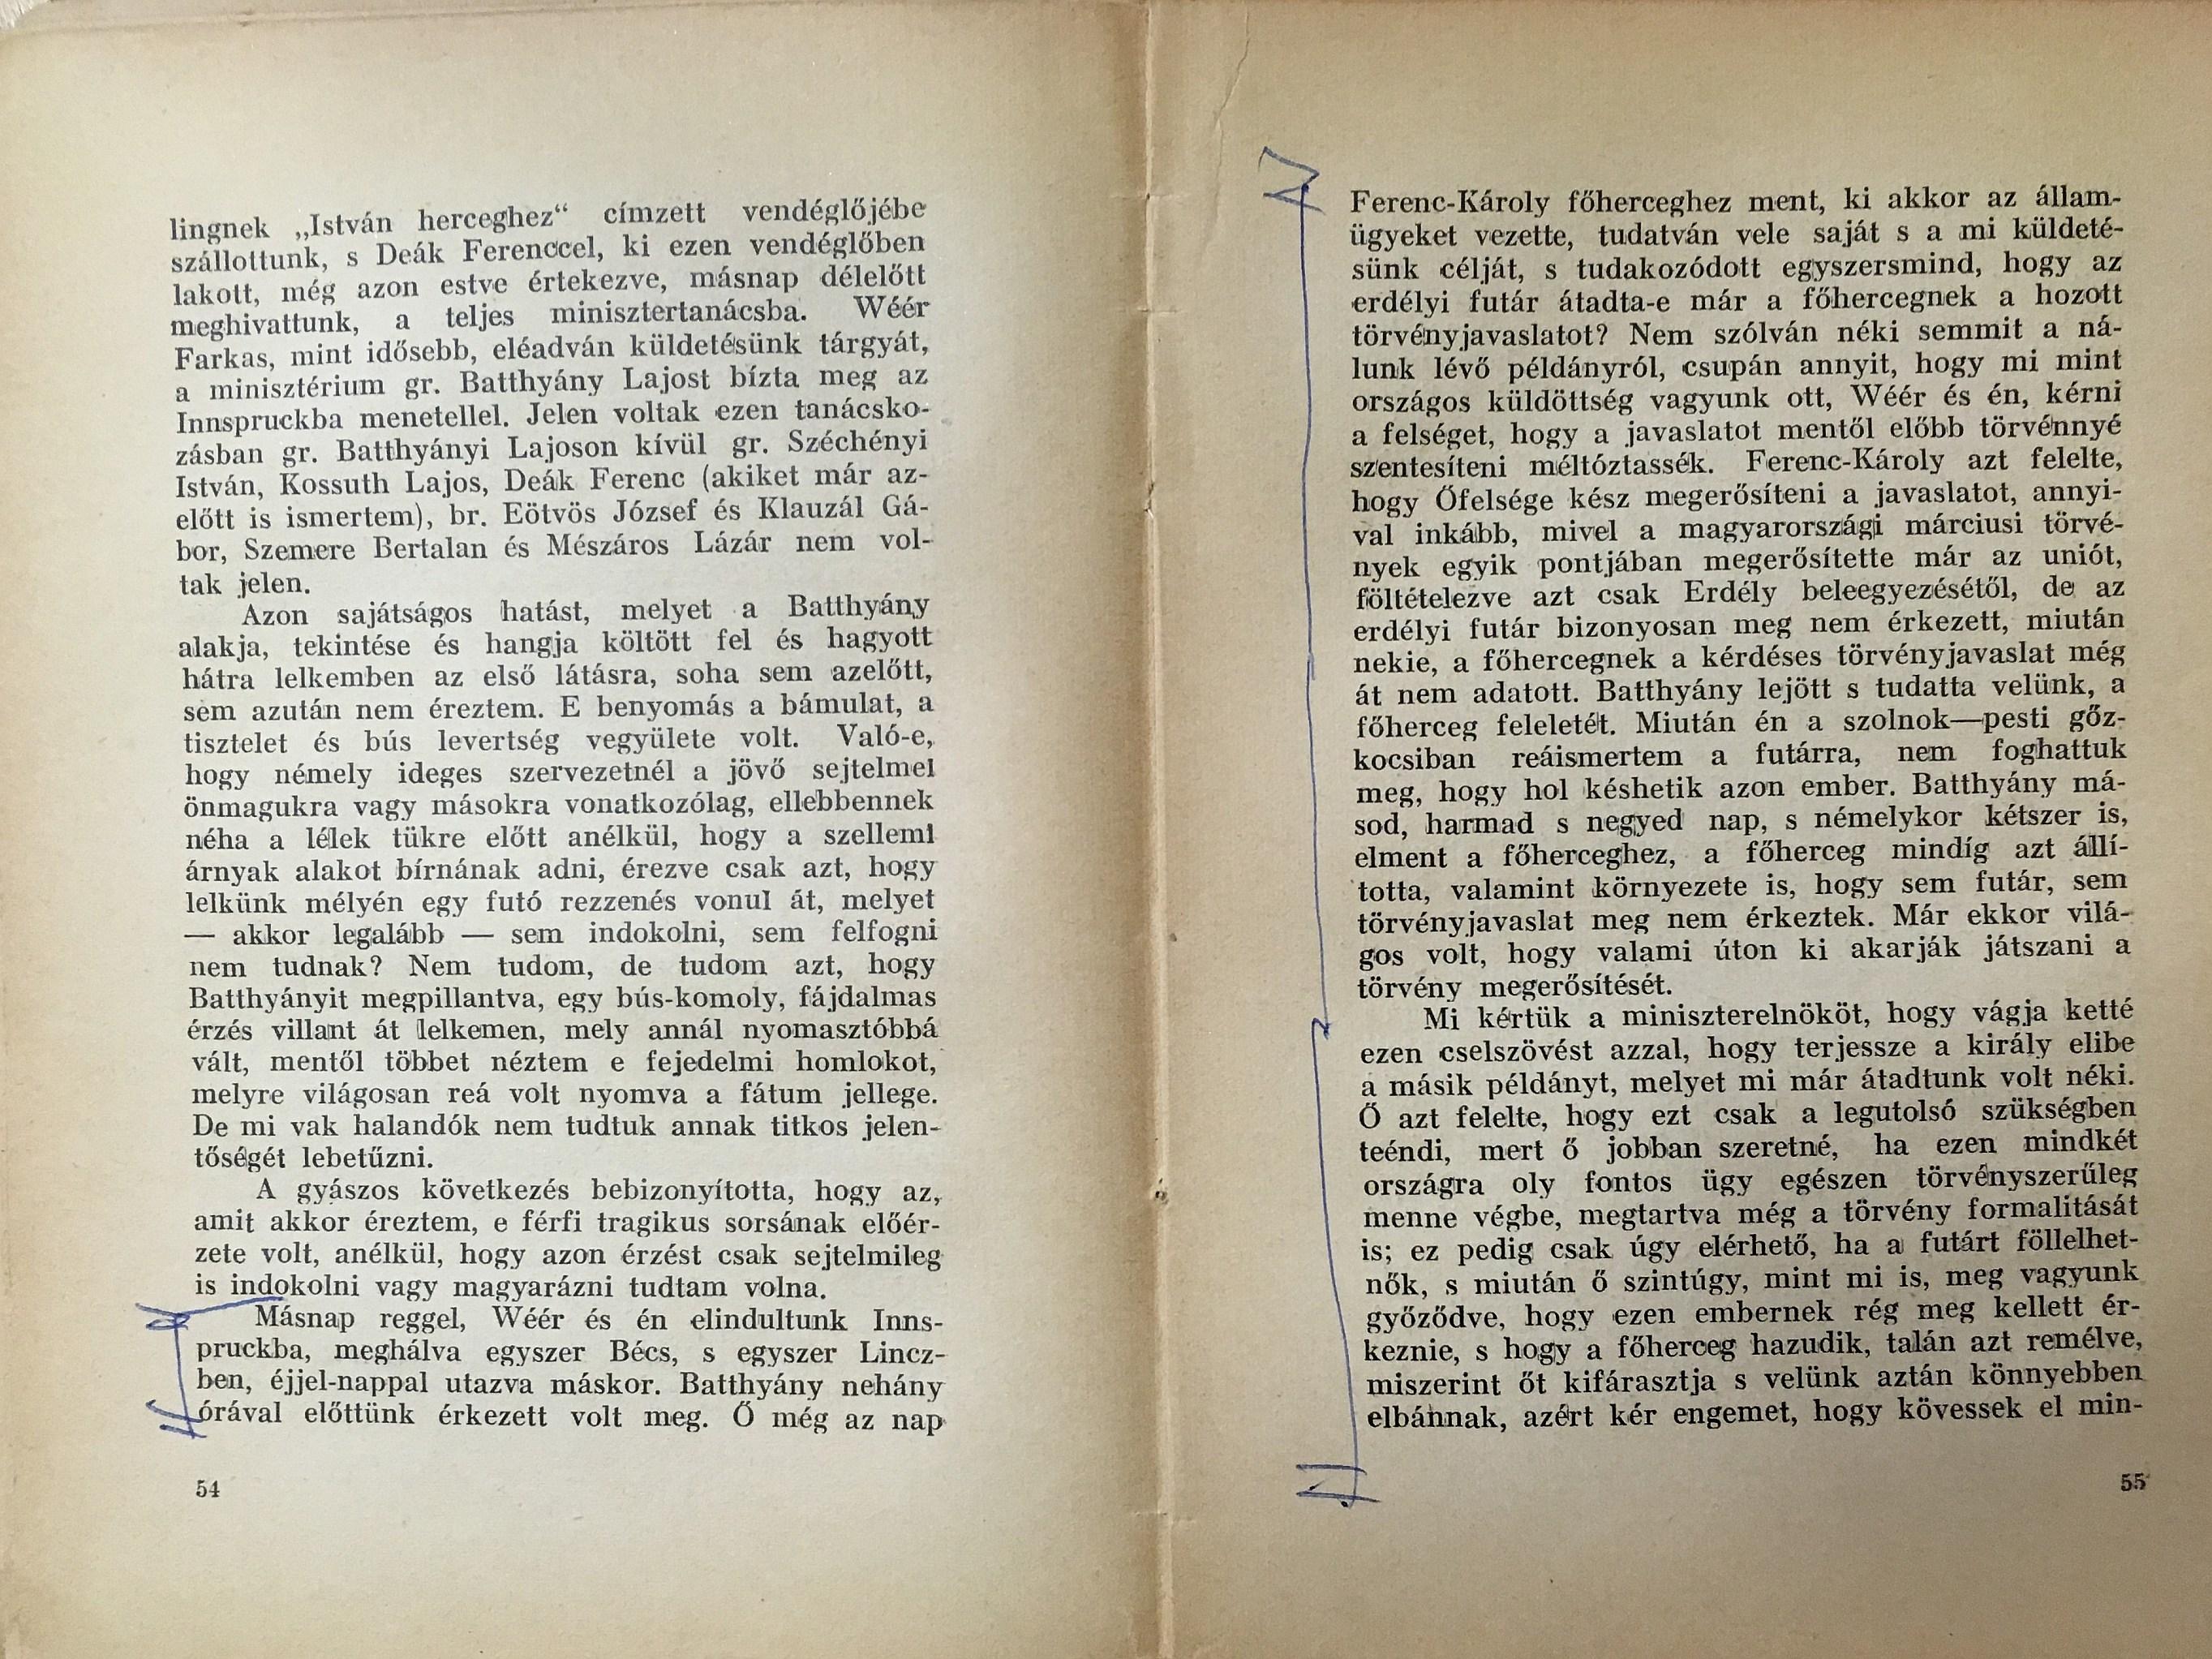 lingnek „István herceghez“ címzett vendéglőjébe
szállottunk, s Deák Ferenccel, ki ezen vendéglőben
lakott, még azon estve értekezve, másnap délelőtt
meghivattunk, a teljes minisztertanácsba. Wéér
Farkas, mint idősebb, eléadván küldetésünk tárgyát,
a minisztérium gr. Batthyány Lajost bízta meg az
Innspruckba menetellel. Jelen voltak ezen tanácsko-
zásban gr. Batthyányi Lajoson kívül gr. Széchényi
István, Kossuth Lajos, Deák Ferenc (akiket már az-
előtt is ismertem), br. Eötvös József és Klauzál Gá-
bor, Szemere Bertalan és Mészáros Lázár nem vol-
tak jelen.
Azon sajátságos hatást, melyet a Batthyány
alakja, tekintése és hangja költött fel és hagyott
hátra lelkemben az első látásra, soha sem azelőtt,
sem azután nem éreztem. E benyomás a bámulat, a
tisztelet és bús levertség vegyülete volt. Való-e,
hogy némely ideges szervezetnél a jövő sejtelmei
önmagukra vagy másokra vonatkozólag, ellebbennek
néha a lélek tükre előtt anélkül, hogy a szellemi
árnyak alakot bírnának adni, érezve csak azt, hogy
lelkünk mélyén egy futó rezzenés vonul át, melyet
— akkor legalább — sem indokolni, sem felfogni
nem tudnak? Nem tudom, de tudom azt, hogy
Batthyányit megpillantva, egy bús-komoly, fájdalmas
érzés villant át lelkemen, mely annál nyomasztóbbá
vált, mentől többet néztem e fejedelmi homlokot,
melyre világosan reá volt nyomva a fátum jellege.
De mi vak halandók nem tudtuk annak titkos jelen-
tőségét lebetűzni.
A gyászos következés bebizonyította, hogy az,
amit akkor éreztem, e férfi tragikus sorsának előér-
zete volt, anélkül, hogy azon érzést csak sejtelmileg
is indokolni vagy magyarázni tudtam volna.
Másnap reggel, Wéér és én elindultunk Inns-
pruckba, meghálva egyszer Bécs, s egyszer Lincz-
ben, éjjel-nappal utazva máskor. Batthyány nehány
órával előttünk érkezett volt meg. Ő még az nap
54
Ferenc-Károly főherceghez ment, ki akkor az állam-
ügyeket vezette, tudatván vele saját s a mi küldeté-
sünk célját, s tudakozódott egyszersmind, hogy az
erdélyi futár átadta-e már a főhercegnek a hozott
törvényjavaslatot? Nem szólván néki semmit a ná-
lunk lévő példányról, csupán annyit, hogy mi mint
országos küldöttség vagyunk ott, Wéér és én, kérni
a felséget, hogy a javaslatot mentől előbb törvénnyé
szentesíteni méltóztassék. Ferenc-Károly azt felelte,
hogy Őfelsége kész megerősíteni a javaslatot, annyi-
val inkább, mivel a magyarországi márciusi törvé-
nyek egyik pontjában megerősítette már az uniót,
föltételezve azt csak Erdély beleegyezésétől, de az
erdélyi futár bizonyosan meg nem érkezett, miután
nekie, a főhercegnek a kérdéses törvényjavaslat még
át nem adatott. Batthyány lejött s tudatta velünk, a
főherceg feleletét. Miután én a szolnok—pesti gőz-
kocsiban reáismertem a futárra, nem foghattuk
meg, hogy hol késhetik azon ember. Batthyány má-
sod, harmad s negyed nap, s némelykor kétszer is,
elment a főherceghez, a főherceg mindíg azt állí-
totta, valamint környezete is, hogy sem futár, sem
törvényjavaslat meg nem érkeztek. Már ekkor vilá-
gos volt, hogy valami úton ki akarják játszani a
törvény megerősítését.
Mi kértük a miniszterelnököt, hogy vágja ketté
ezen cselszövést azzal, hogy terjessze a király elibe
a másik példányt, melyet mi már átadtunk volt néki.
Ő azt felelte, hogy ezt csak a legutolsó szükségben
teéndi, mert ő jobban szeretné, ha ezen mindkét
országra oly fontos ügy egészen törvényszerűleg
menne végbe, megtartva még a törvény formalitását
is; ez pedig csak úgy elérhető, ha a futárt föllelhet-
nők, s miután ő szintúgy, mint mi is, meg vagyunk
győződve, hogy ezen embernek rég meg kellett ér-
keznie, s hogy a főherceg hazudik, talán azt remélve,
miszerint őt kifárasztja s velünk aztán könnyebben
elbánnak, azért kér engemet, hogy kövessek el min-
55